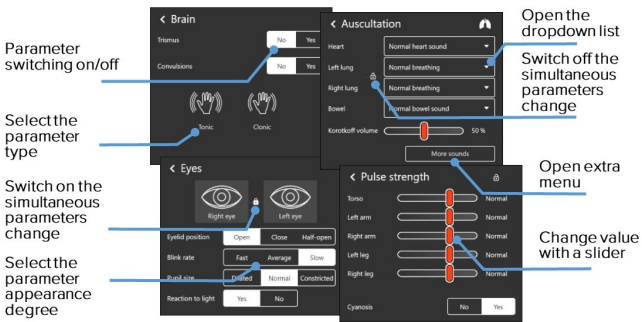 Parameter
switching on/off
Select the
parameter
type
Switch on the
simultaneous
parameters
change
Select the
parameter
appearance
degree
< Brain
Trismus No Yes
Convulsions No Yes
Tonic Clonic
< Auscultation
Heart Normal heart sound
Left lung Normal breathing
Right lung Normal breathing
Bowel Normal bowel sound
Korotkoff volume 50 %
More sounds
< Eyes
Right eye Left eye
Eyelid position Open Close Half-open
Blink rate Fast Average Slow
Pupil size Dilated Normal Constricted
Reaction to light Yes No
< Pulse strength
Torso Normal
Left arm Normal
Right arm Normal
Left leg Normal
Right leg Normal
Cyanosis No Yes
Open the
dropdown list
Switch off the
simultaneous
parameters
change
Open extra
menu
Change value
with a slider